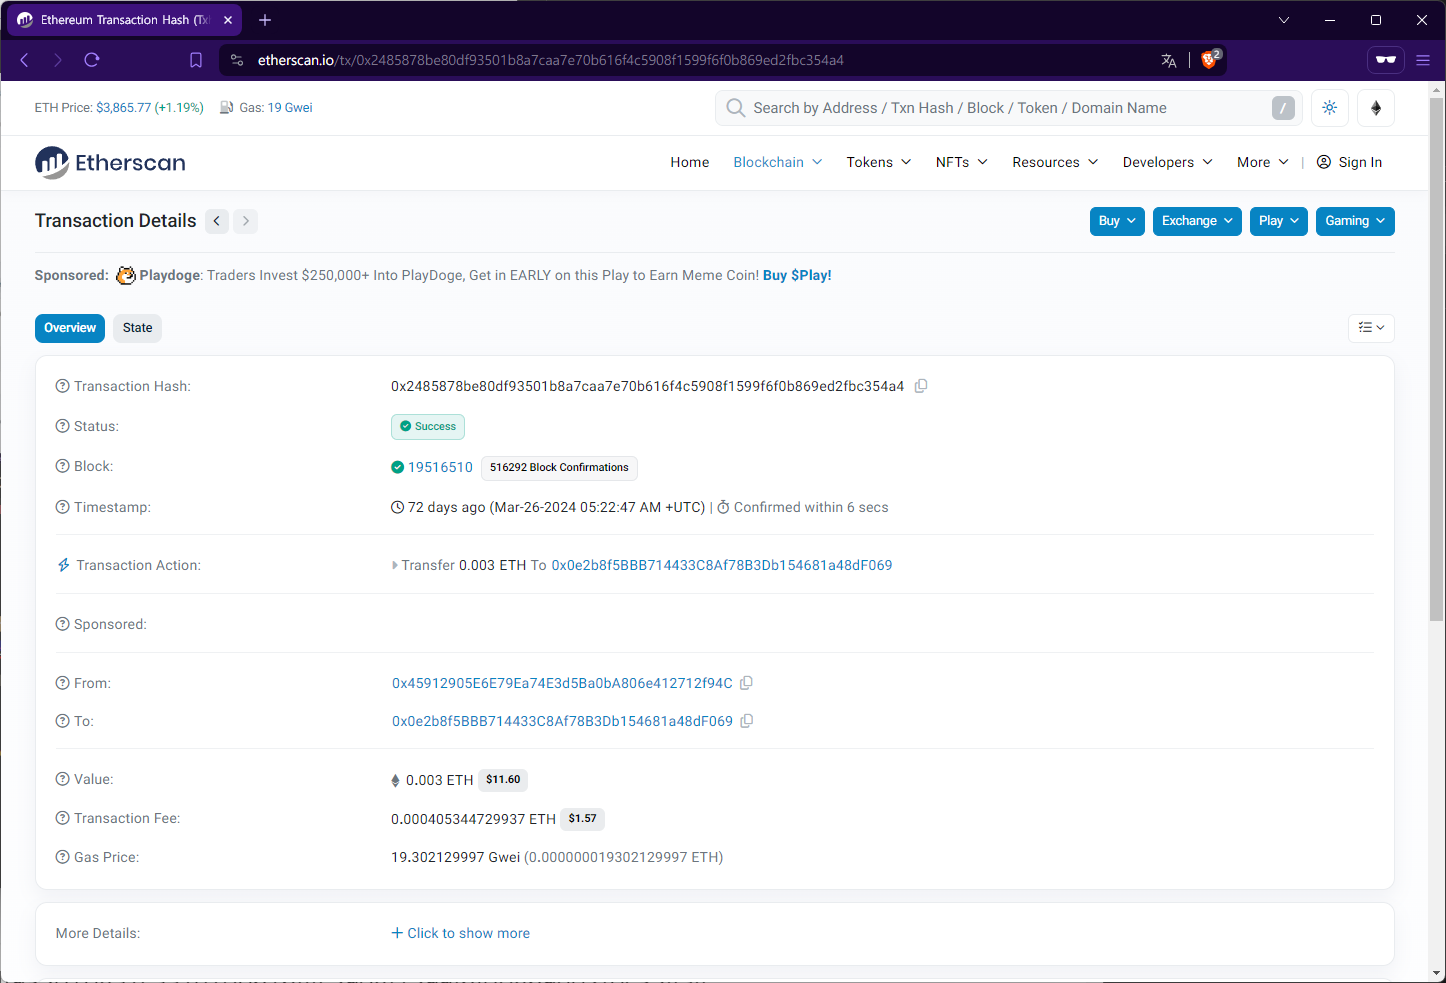 Ethereum Transaction Hash (Tx
etherscan.io/tx/0x2485878be80df93501b8a7caa7e70b616f4c5908f1599f6f0b869ed2fbc354a4
2
ETH Price: $3,865.77 (+1.19%) Gas: 19 Gwei
Search by Address / Txn Hash / Block / Token / Domain Name /
Etherscan
Home Blockchain Tokens NFTs Resources Developers More | Sign In
Transaction Details
Buy Exchange Play Gaming
Sponsored: Playdoge: Traders Invest $250,000+ Into PlayDoge, Get in EARLY on this Play to Earn Meme Coin! Buy $Play!
Overview State
Transaction Hash: 0x2485878be80df93501b8a7caa7e70b616f4c5908f1599f6f0b869ed2fbc354a4
Status: Success
Block: 19516510 516292 Block Confirmations
Timestamp: 72 days ago (Mar-26-2024 05:22:47 AM +UTC) | Confirmed within 6 secs
Transaction Action: Transfer 0.003 ETH To 0x0e2b8f5BBB714433C8Af78B3Db154681a48dF069
Sponsored:
From: 0x45912905E6E79Ea74E3d5Ba0bA806e412712f94C
To: 0x0e2b8f5BBB714433C8Af78B3Db154681a48dF069
Value: 0.003 ETH $11.60
Transaction Fee: 0.000405344729937 ETH $1.57
Gas Price: 19.302129997 Gwei (0.000000019302129997 ETH)
More Details: + Click to show more